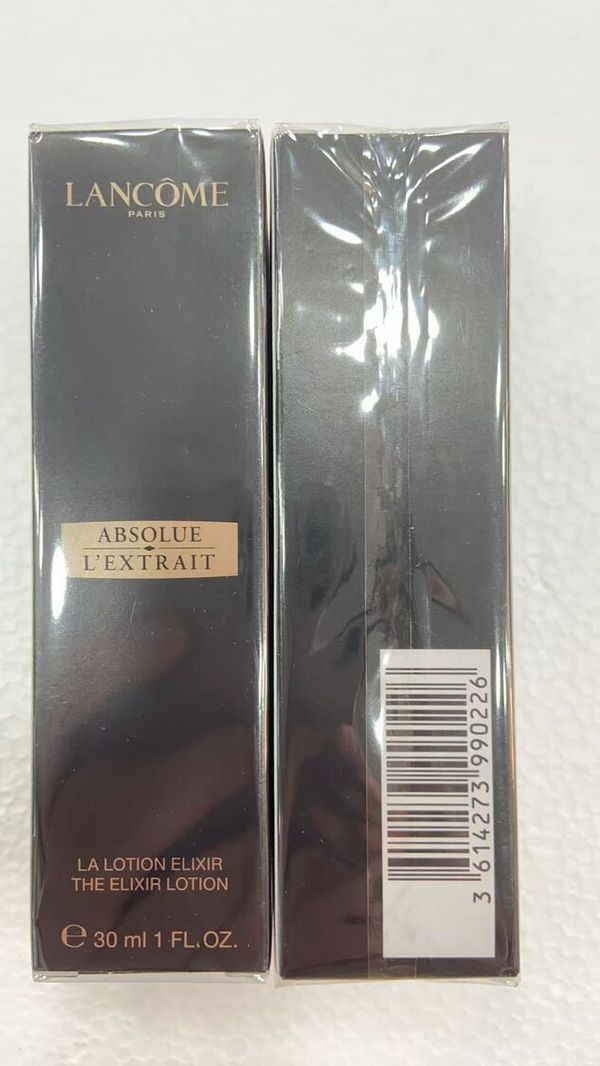 LANCÔME
PARIS
ABSOLUE
L'EXTRAIT
LA LOTION ELIXIR
THE ELIXIR LOTION
℮ 30 ml 1 FL.OZ.
3 614273 990226